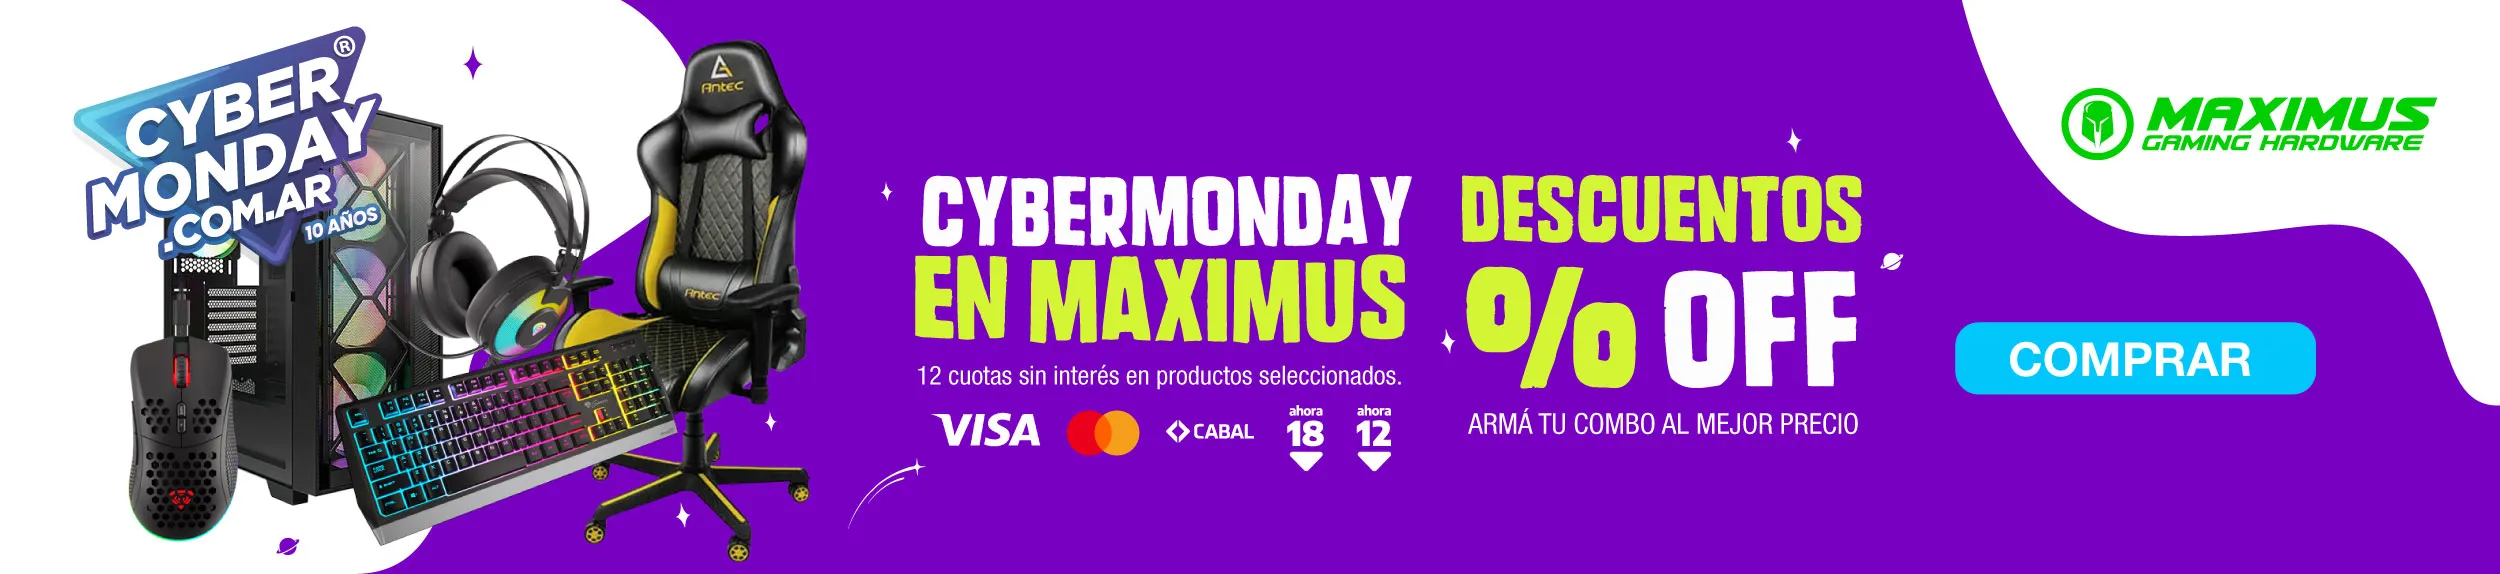 CYBER
MONDAY®
.COM.AR
10 AÑOS
Antec
Antec
CYBERMONDAY
EN MAXIMUS
12 cuotas sin interés en productos seleccionados.
VISA
CABAL
ahora
18
ahora
12
DESCUENTOS
% OFF
ARMÁ TU COMBO AL MEJOR PRECIO
MAXIMUS
GAMING HARDWARE
COMPRAR